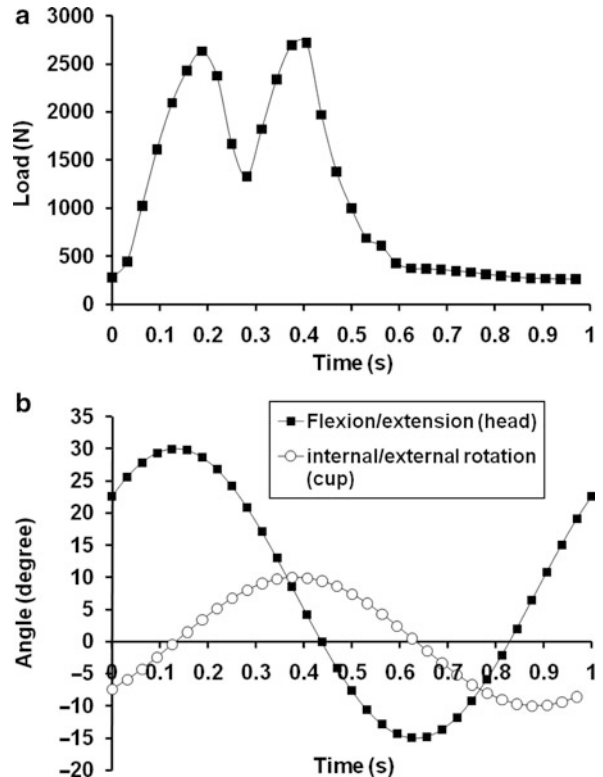 a
Load (N)
3000
2500
2000
1500
1000
500
0
0 0.1 0.2 0.3 0.4 0.5 0.6 0.7 0.8 0.9 1
Time (s)
b
Angle (degree)
35
30
25
20
15
10
5
0
−5
−10
−15
−20
Flexion/extension (head)
internal/external rotation
(cup)
0 0.1 0.2 0.3 0.4 0.5 0.6 0.7 0.8 0.9 1
Time (s)